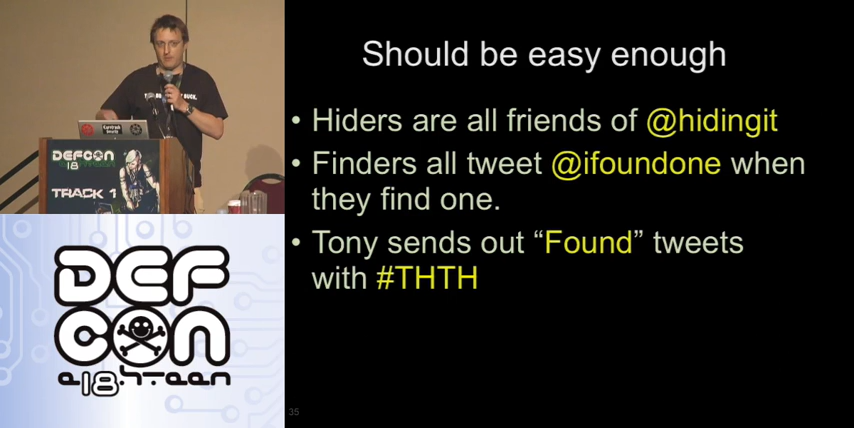 Should be easy enough
• Hiders are all friends of @hidingit
• Finders all tweet @ifoundone when
they find one.
• Tony sends out “Found” tweets
with #THTH
35
DEFCON
18
TRACK 1
DEF
CON